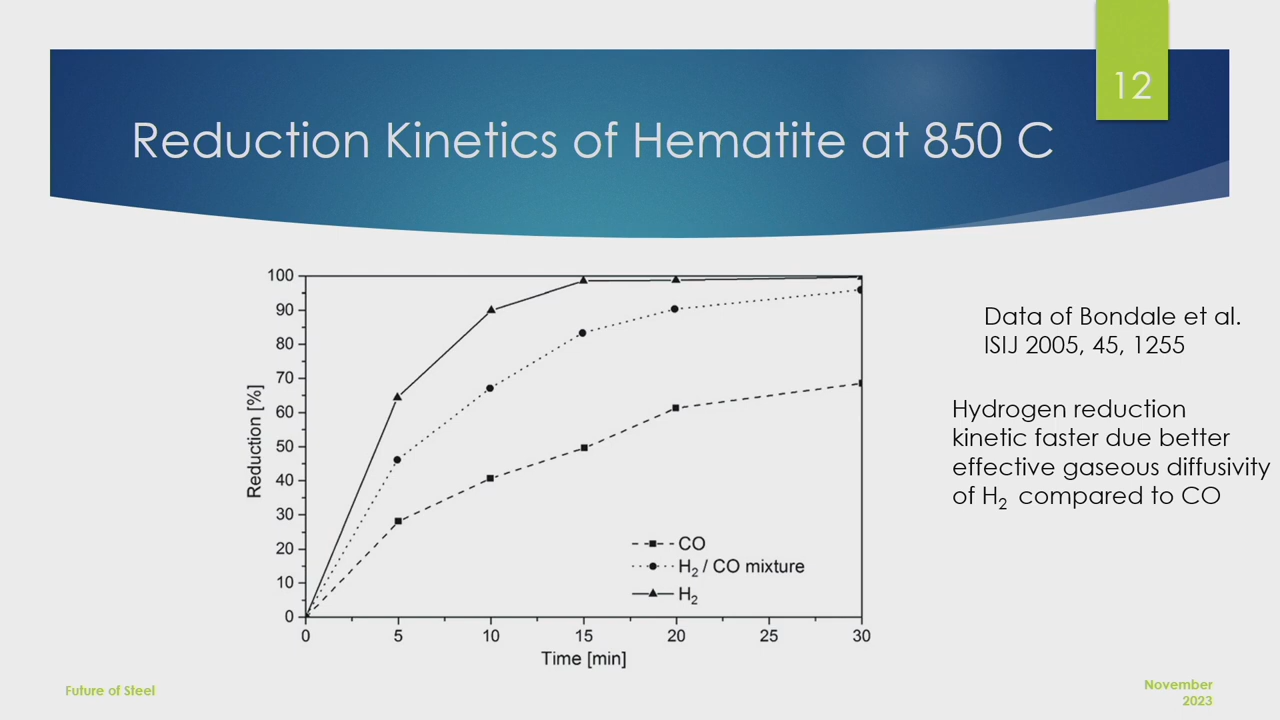 12
Reduction Kinetics of Hematite at 850 C
100
90
80
70
60
50
40
30
20
10
0
Reduction [%]
CO
H₂ / CO mixture
H₂
0 5 10 15 20 25 30
Time [min]
Data of Bondale et al.
ISIJ 2005, 45, 1255
Hydrogen reduction
kinetic faster due better
effective gaseous diffusivity
of H₂ compared to CO
Future of Steel
November
2023